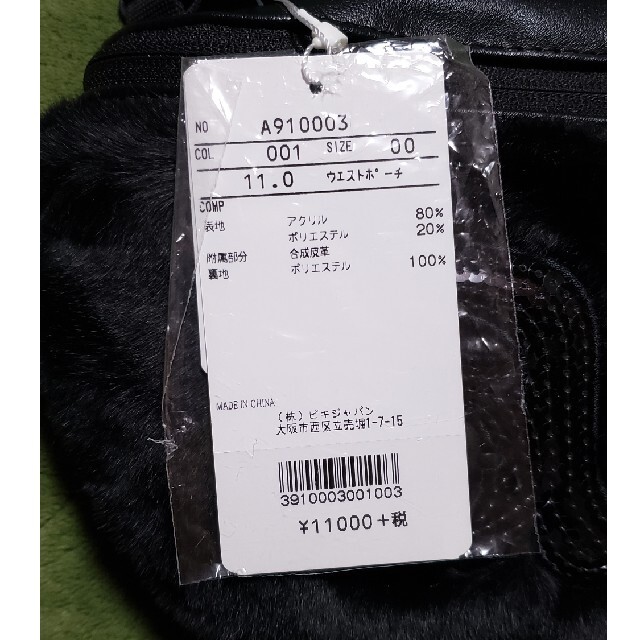 NO A910003
COL 001 SIZE 00
11.0 ウエストポーチ
COMP
表地 アクリル 80%
ポリエステル 20%
附属部分 合成皮革
裏地 ポリエステル 100%
MADE IN CHINA
(株)ビキジャパン
大阪市西区立売堀1-7-15
3910003001003
¥11000+税